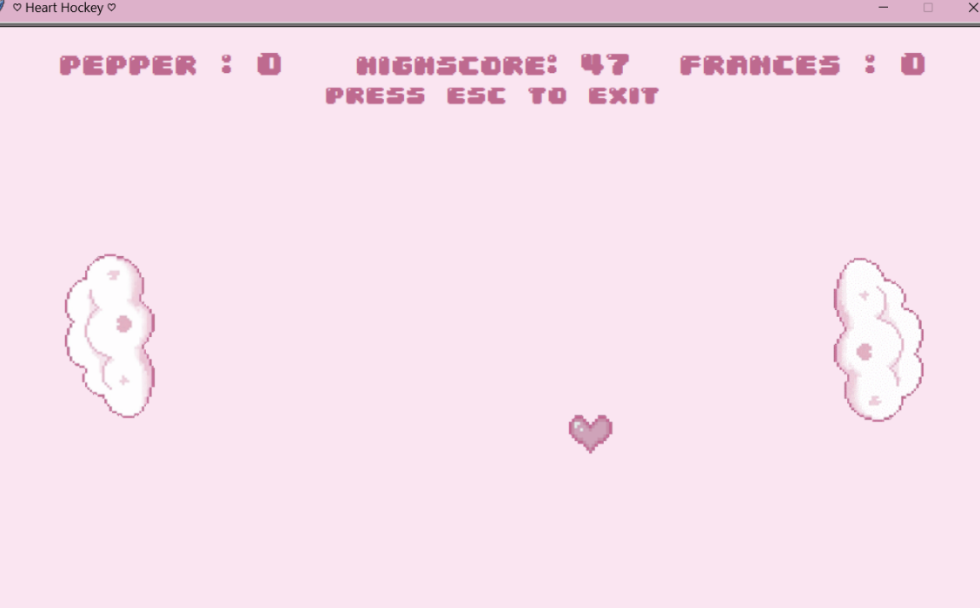 ♡ Heart Hockey ♡
PEPPER : 0 HIGHSCORE: 47 FRANCES : 0
PRESS ESC TO EXIT